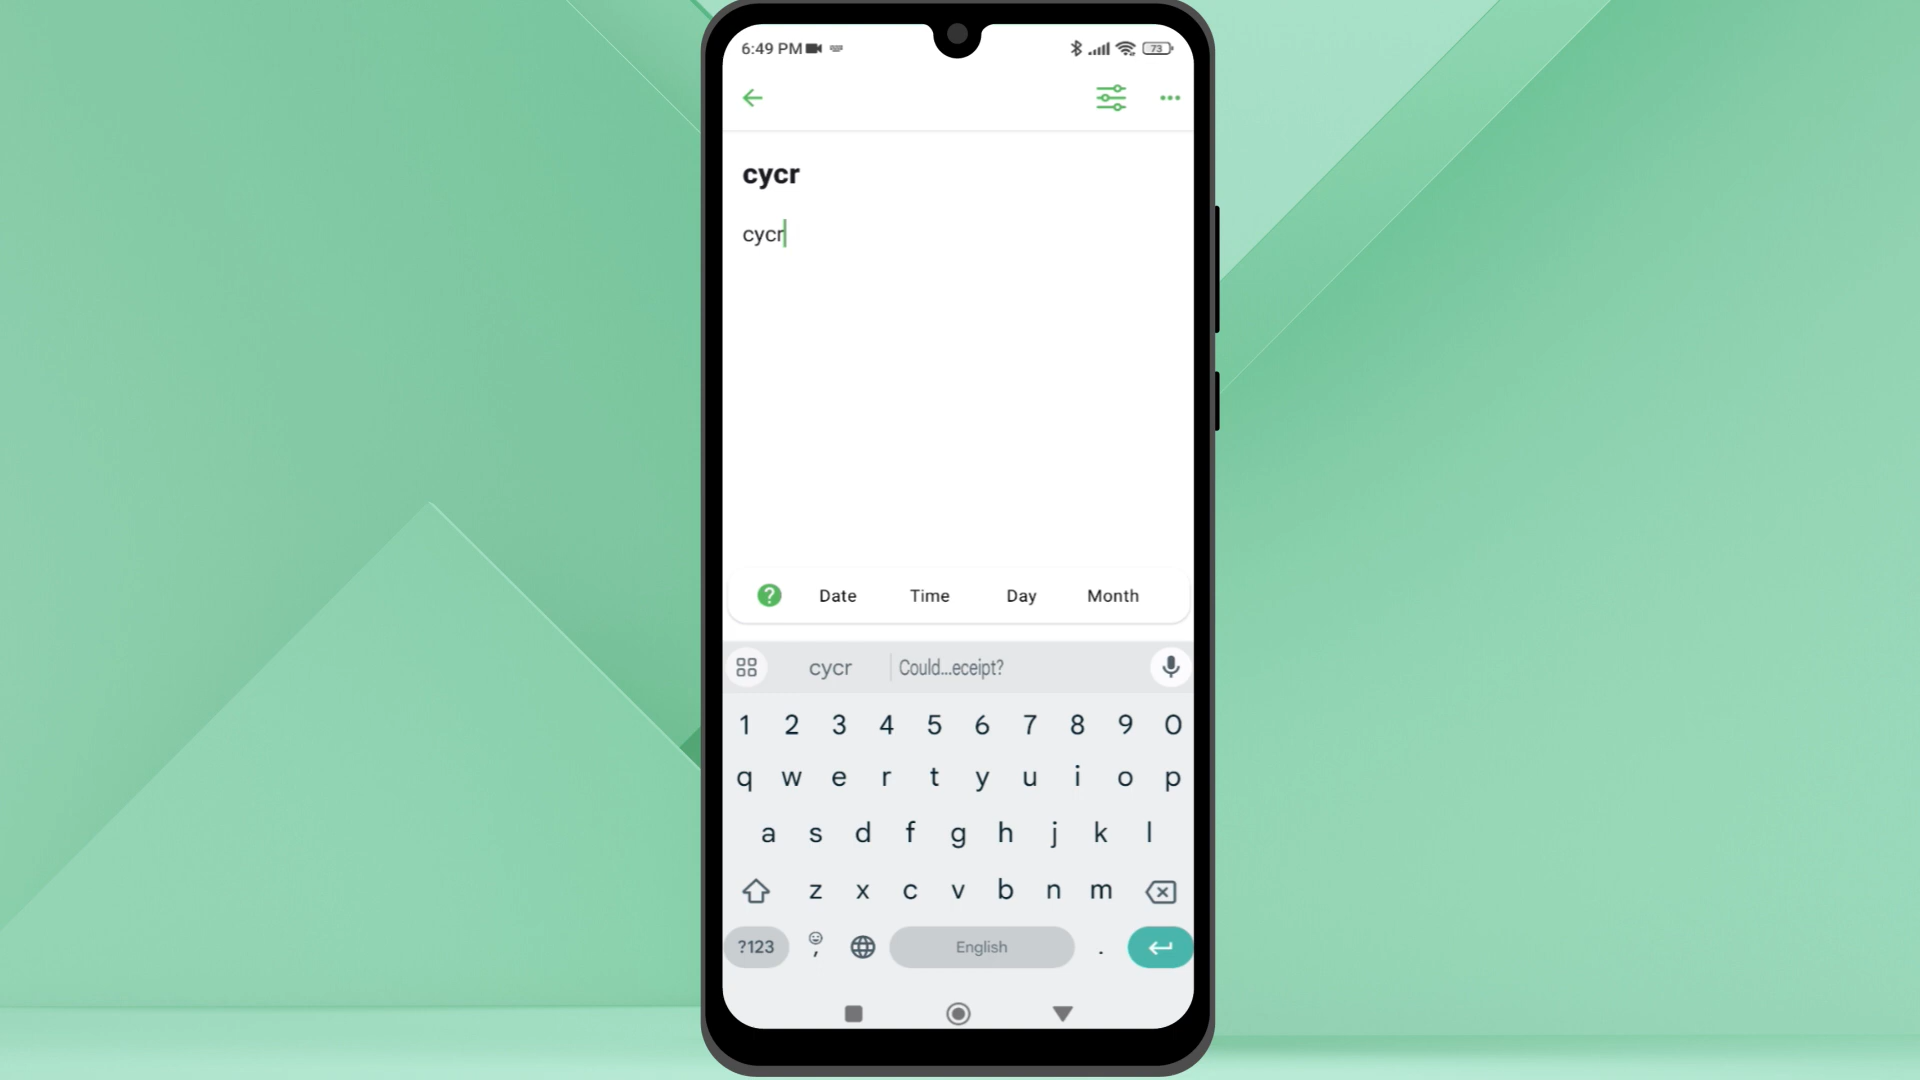 6:49 PM 73
cycr
cycr
? Date Time Day Month
cycr Could...eceipt?
1 2 3 4 5 6 7 8 9 0
q w e r t y u i o p
a s d f g h j k l
z x c v b n m
?123 , English .